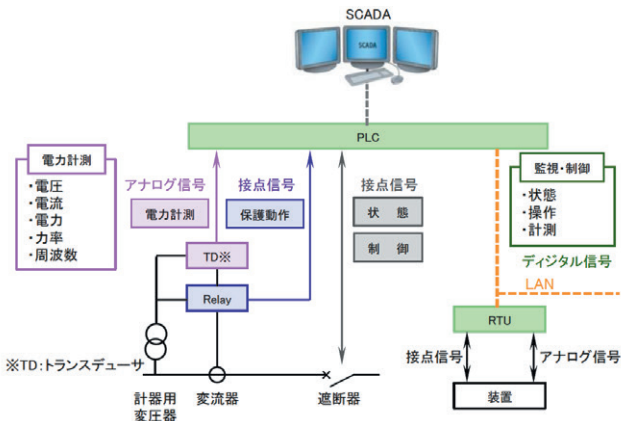 SCADA
SCADA
PLC
電力計測
・電圧
・電流
・電力
・力率
・周波数
アナログ信号
電力計測
接点信号
保護動作
接点信号
状 態
制 御
監視・制御
・状態
・操作
・計測
ディジタル信号
LAN
TD※
Relay
RTU
※TD:トランスデューサ
接点信号
アナログ信号
計器用
変圧器
変流器
遮断器
装置